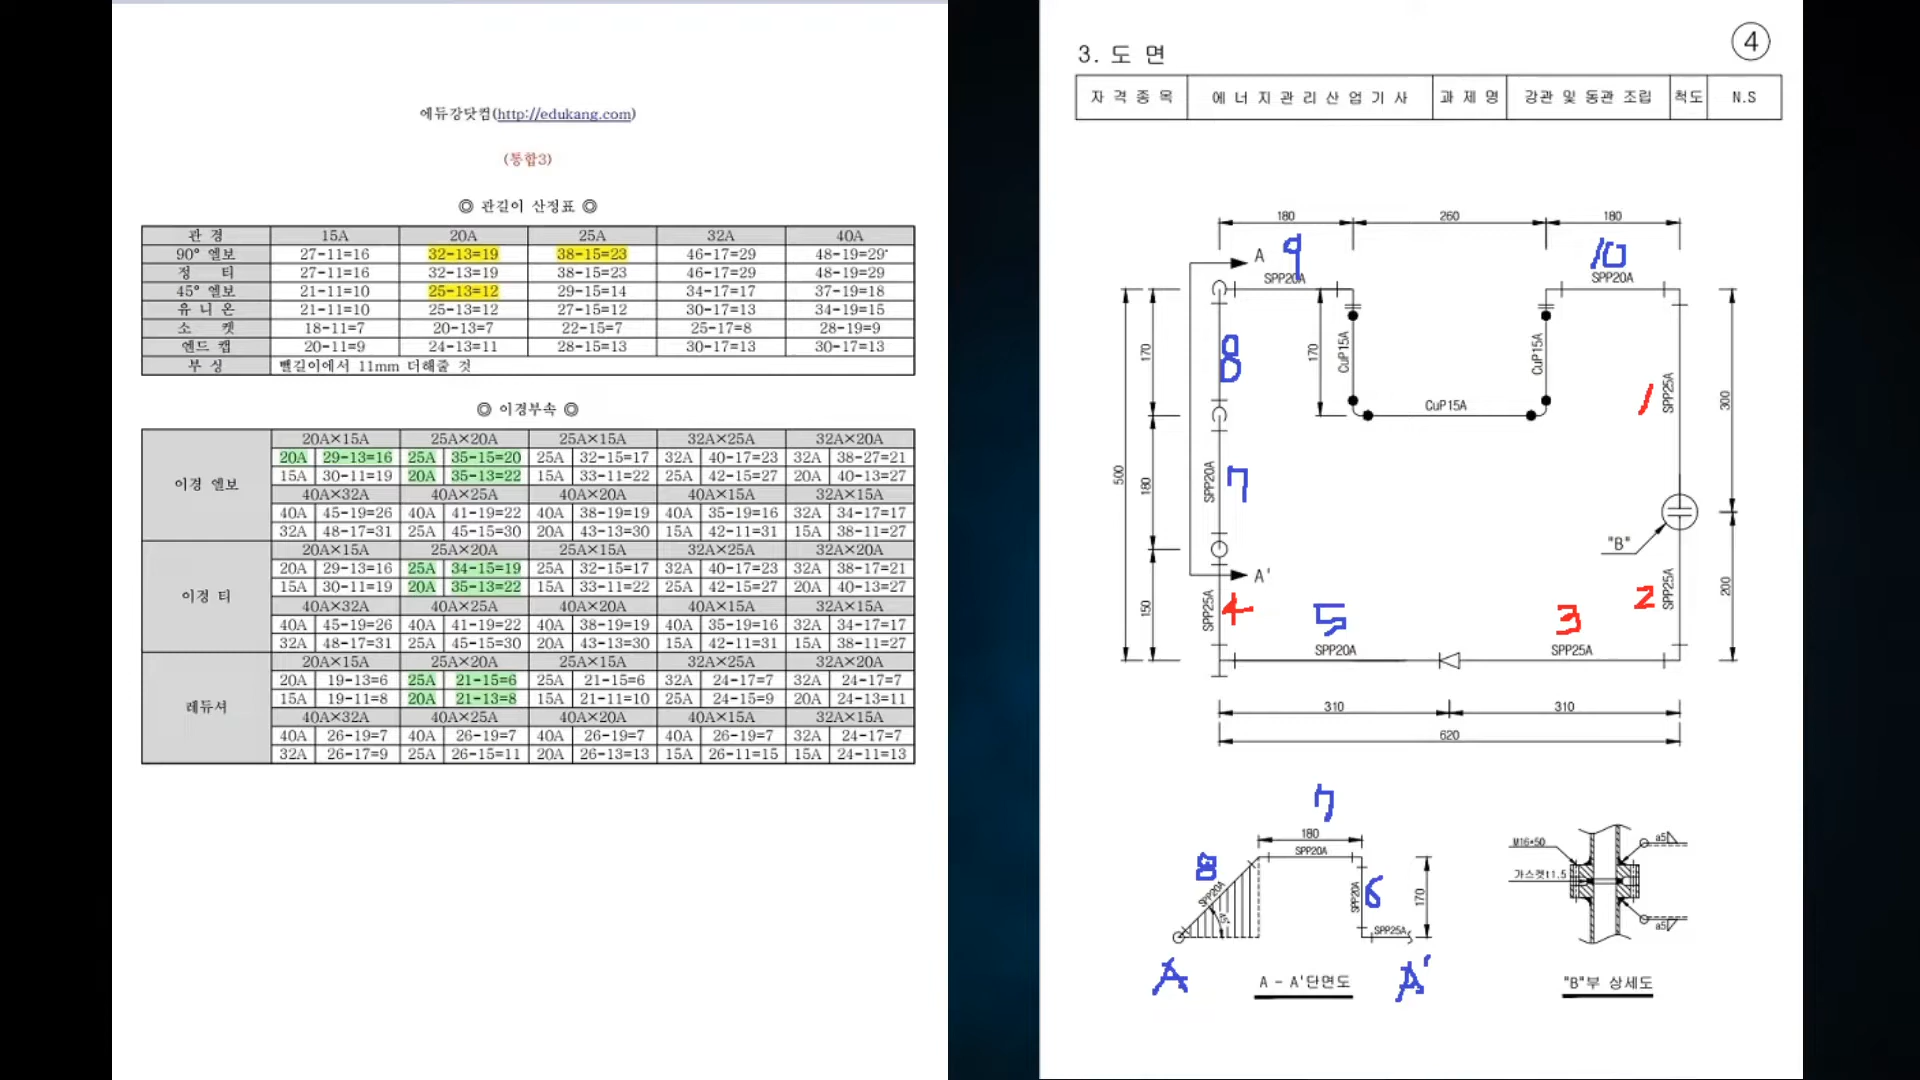 에듀강닷컴(http://edukang.com)
(통합3)
◎ 관길이 산정표 ◎
관 경 15A 20A 25A 32A 40A
90° 엘보 27-11=16 32-13=19 38-15=23 46-17=29 48-19=29
정 티 27-11=16 32-13=19 38-15=23 46-17=29 48-19=29
45° 엘보 21-11=10 25-13=12 29-15=14 34-17=17 37-19=18
유 니 온 21-11=10 25-13=12 27-15=12 30-17=13 34-19=15
소 켓 18-11=7 20-13=7 22-15=7 25-17=8 28-19=9
엔드 캡 20-11=9 24-13=11 28-15=13 30-17=13 30-17=13
부 싱 뺄길이에서 11mm 더해줄 것
◎ 이경부속 ◎
이경 엘보
20A×15A 25A×20A 25A×15A 32A×25A 32A×20A
20A 29-13=16 25A 35-15=20 25A 32-15=17 32A 40-17=23 32A 38-27=21
15A 30-11=19 20A 35-13=22 15A 33-11=22 25A 42-15=27 20A 40-13=27
40A×32A 40A×25A 40A×20A 40A×15A 32A×15A
40A 45-19=26 40A 41-19=22 40A 38-19=19 40A 35-19=16 32A 34-17=17
32A 48-17=31 25A 45-15=30 20A 43-13=30 15A 42-11=31 15A 38-11=27
이경 티
20A×15A 25A×20A 25A×15A 32A×25A 32A×20A
20A 29-13=16 25A 34-15=19 25A 32-15=17 32A 40-17=23 32A 38-17=21
15A 30-11=19 20A 35-13=22 15A 33-11=22 25A 42-15=27 20A 40-13=27
40A×32A 40A×25A 40A×20A 40A×15A 32A×15A
40A 45-19=26 40A 41-19=22 40A 38-19=19 40A 35-19=16 32A 34-17=17
32A 48-17=31 25A 45-15=30 20A 43-13=30 15A 42-11=31 15A 38-11=27
레듀셔
20A×15A 25A×20A 25A×15A 32A×25A 32A×20A
20A 19-13=6 25A 21-15=6 25A 21-15=6 32A 24-17=7 32A 24-17=7
15A 19-11=8 20A 21-13=8 15A 21-11=10 25A 24-15=9 20A 24-13=11
40A×32A 40A×25A 40A×20A 40A×15A 32A×15A
40A 26-19=7 40A 26-19=7 40A 26-19=7 40A 26-19=7 32A 24-17=7
32A 26-17=9 25A 26-15=11 20A 26-13=13 15A 26-11=15 15A 24-11=13
④
3. 도 면
자 격 종 목 에 너 지 관 리 산 업 기 사 과 제 명 강관 및 동관 조립 척도 N.S
180 260 180
A 9 10
SPP20A SPP20A
170 8 170 CuP15A CuP15A
CuP15A
1 SPP25A 300
500
180 SPP20A 7
"B"
A'
150 SPP25A 4 5 3 2 SPP25A 200
SPP20A SPP25A
310 310
620
7
180
SPP20A
8 SPP20A 45° SPP20A 6 170
SPP25A
A A'
A - A'단면도
M16*50 a5
가스켓t1.5
a5
"B"부 상세도